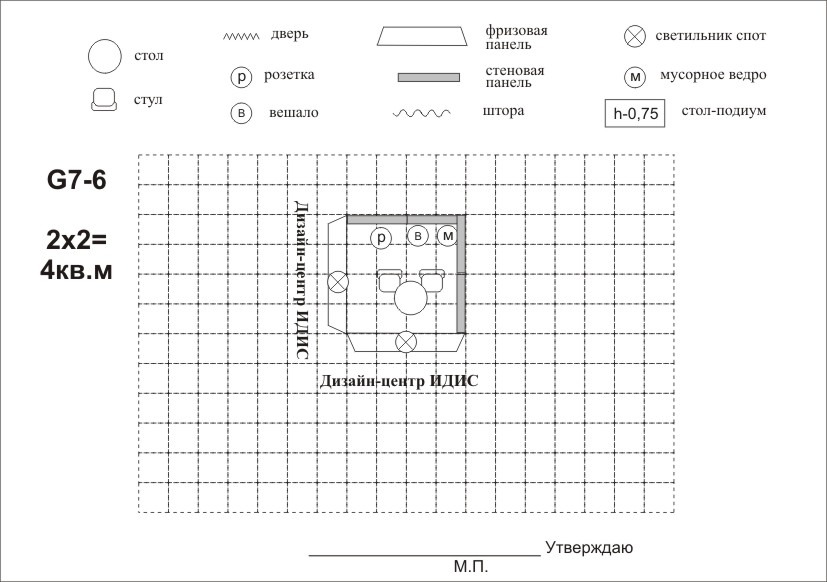 стол
стул
дверь
р розетка
в вешало
фризовая
панель
стеновая
панель
штора
светильник спот
м мусорное ведро
h-0,75 стол-подиум
G7-6
2x2=
4кв.м
Дизайн-центр ИДИС
р в м
Дизайн-центр ИДИС
Утверждаю
М.П.